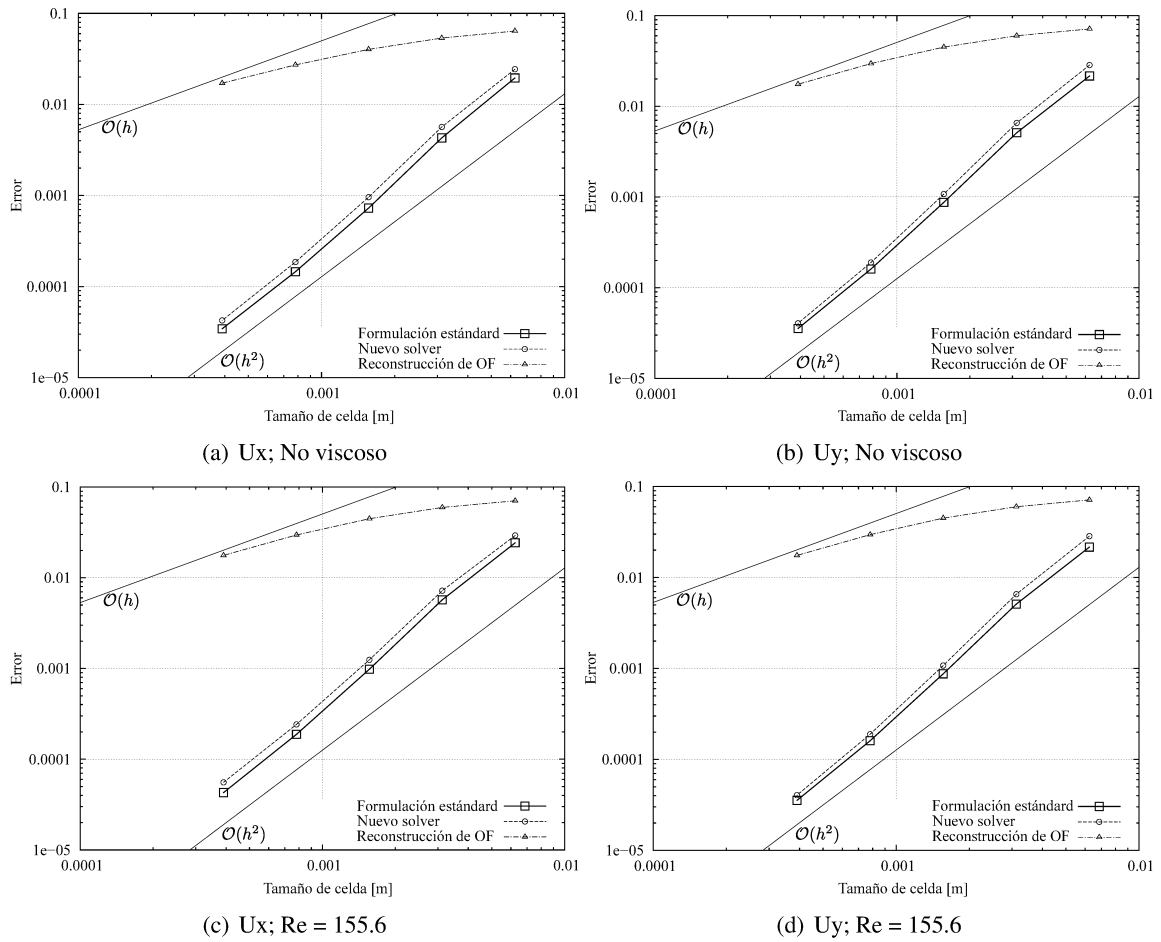 0.1
0.01
0.001
0.0001
1e−05
0.0001
0.001
0.01
Error
Tamaño de celda [m]
𝒪(h)
𝒪(h²)
Formulación estándard
Nuevo solver
Reconstrucción de OF
(a) Ux; No viscoso
0.1
0.01
0.001
0.0001
1e−05
0.0001
0.001
0.01
Error
Tamaño de celda [m]
𝒪(h)
𝒪(h²)
Formulación estándard
Nuevo solver
Reconstrucción de OF
(b) Uy; No viscoso
0.1
0.01
0.001
0.0001
1e−05
0.0001
0.001
0.01
Error
Tamaño de celda [m]
𝒪(h)
𝒪(h²)
Formulación estándard
Nuevo solver
Reconstrucción de OF
(c) Ux; Re = 155.6
0.1
0.01
0.001
0.0001
1e−05
0.0001
0.001
0.01
Error
Tamaño de celda [m]
𝒪(h)
𝒪(h²)
Formulación estándard
Nuevo solver
Reconstrucción de OF
(d) Uy; Re = 155.6